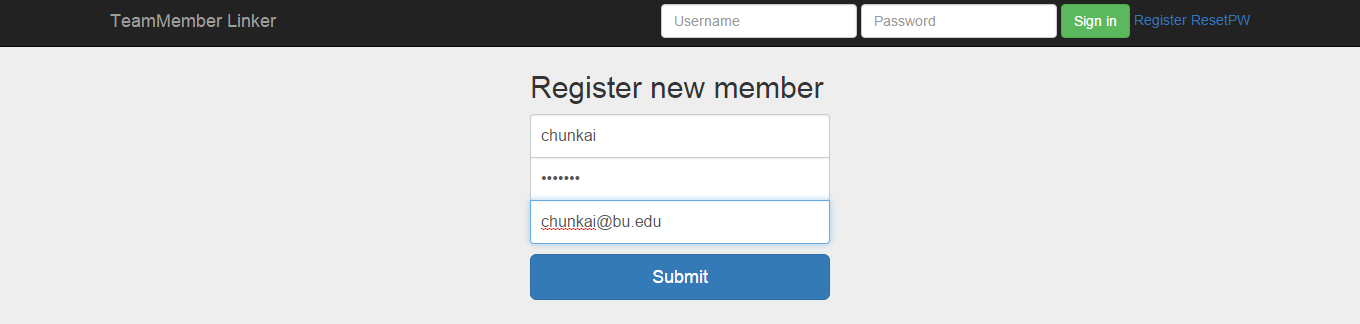 TeamMember Linker Username Password Sign in Register ResetPW
Register new member
chunkai
•••••••
chunkai@bu.edu
Submit